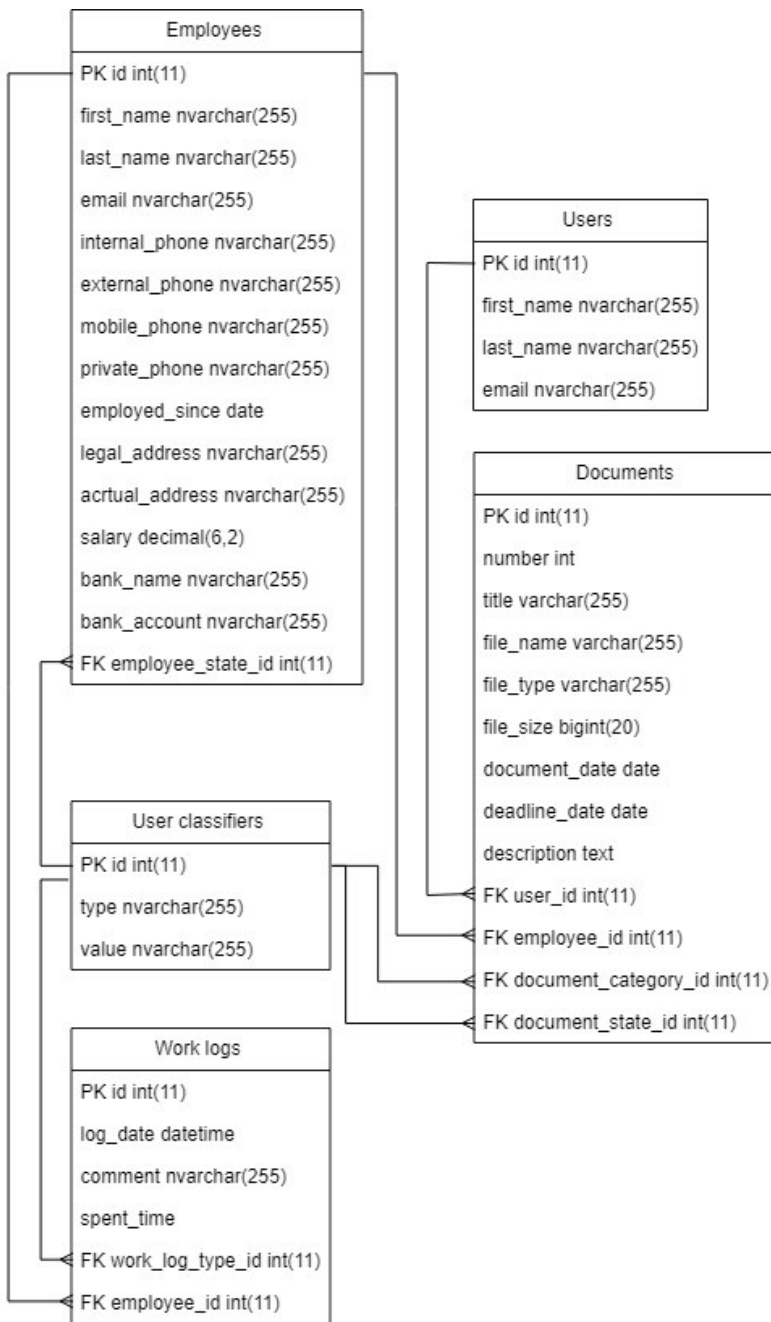 Employees
PK id int(11)
first_name nvarchar(255)
last_name nvarchar(255)
email nvarchar(255)
internal_phone nvarchar(255)
external_phone nvarchar(255)
mobile_phone nvarchar(255)
private_phone nvarchar(255)
employed_since date
legal_address nvarchar(255)
acrtual_address nvarchar(255)
salary decimal(6,2)
bank_name nvarchar(255)
bank_account nvarchar(255)
FK employee_state_id int(11)
Users
PK id int(11)
first_name nvarchar(255)
last_name nvarchar(255)
email nvarchar(255)
Documents
PK id int(11)
number int
title varchar(255)
file_name varchar(255)
file_type varchar(255)
file_size bigint(20)
document_date date
deadline_date date
description text
FK user_id int(11)
FK employee_id int(11)
FK document_category_id int(11)
FK document_state_id int(11)
User classifiers
PK id int(11)
type nvarchar(255)
value nvarchar(255)
Work logs
PK id int(11)
log_date datetime
comment nvarchar(255)
spent_time
FK work_log_type_id int(11)
FK employee_id int(11)